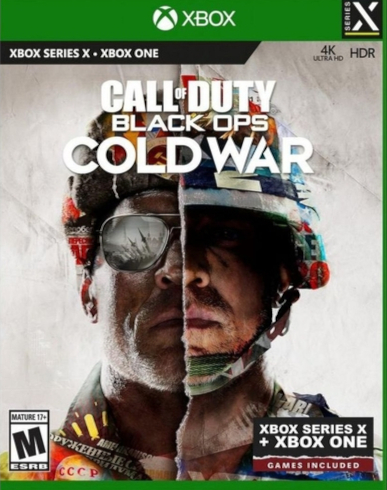 XBOX
SERIES X
XBOX SERIES X • XBOX ONE
4K
ULTRA HD
HDR
CALL OF DUTY
BLACK OPS
COLD WAR
MATURE 17+
M
ESRB
CCCP
XBOX SERIES X
+ XBOX ONE
GAMES INCLUDED